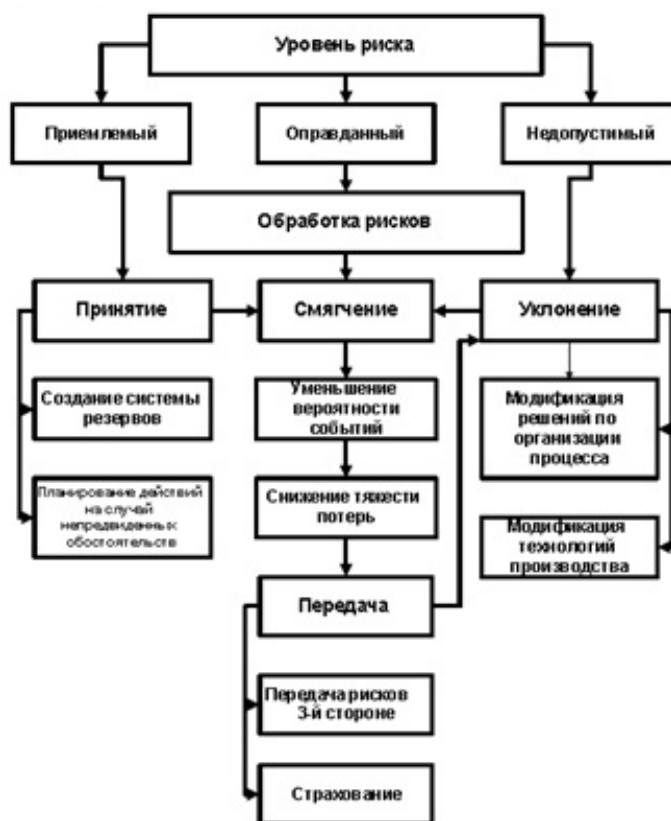 Уровень риска
Приемлемый
Оправданный
Недопустимый
Обработка рисков
Принятие
Смягчение
Уклонение
Создание системы
резервов
Уменьшение
вероятности
событий
Модификация
решений по
организации
процесса
Планирование действий
на случай
непредвиденных
обостоятельств
Снижение тяжести
потерь
Модификация
технологий
производства
Передача
Передача рисков
3-й стороне
Страхование